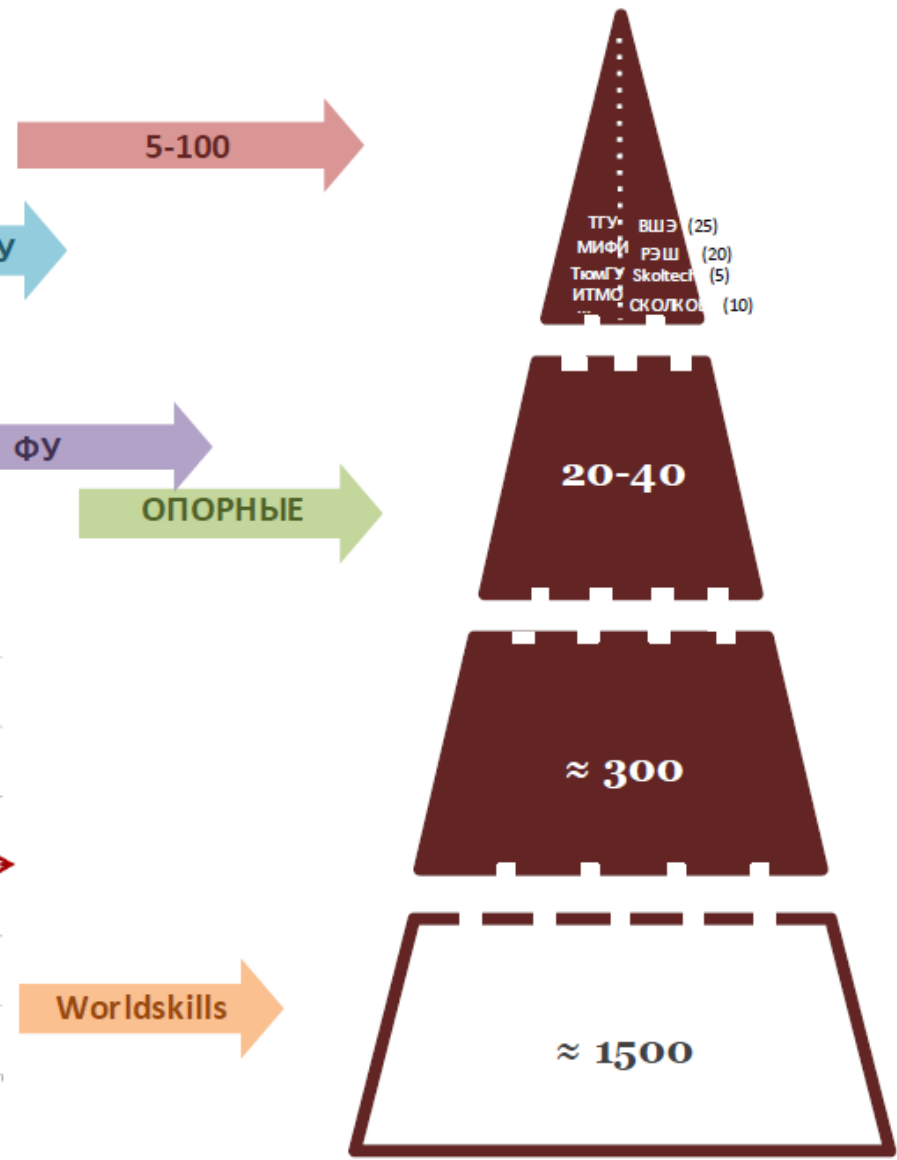 5-100
У
ФУ
ОПОРНЫЕ
Worldskills
ТГУ ВШЭ (25)
МИФИ РЭШ (20)
ТюмГУ Skoltech (5)
ИТМО СКОЛКОВ (10)
...
20-40
≈ 300
≈ 1500